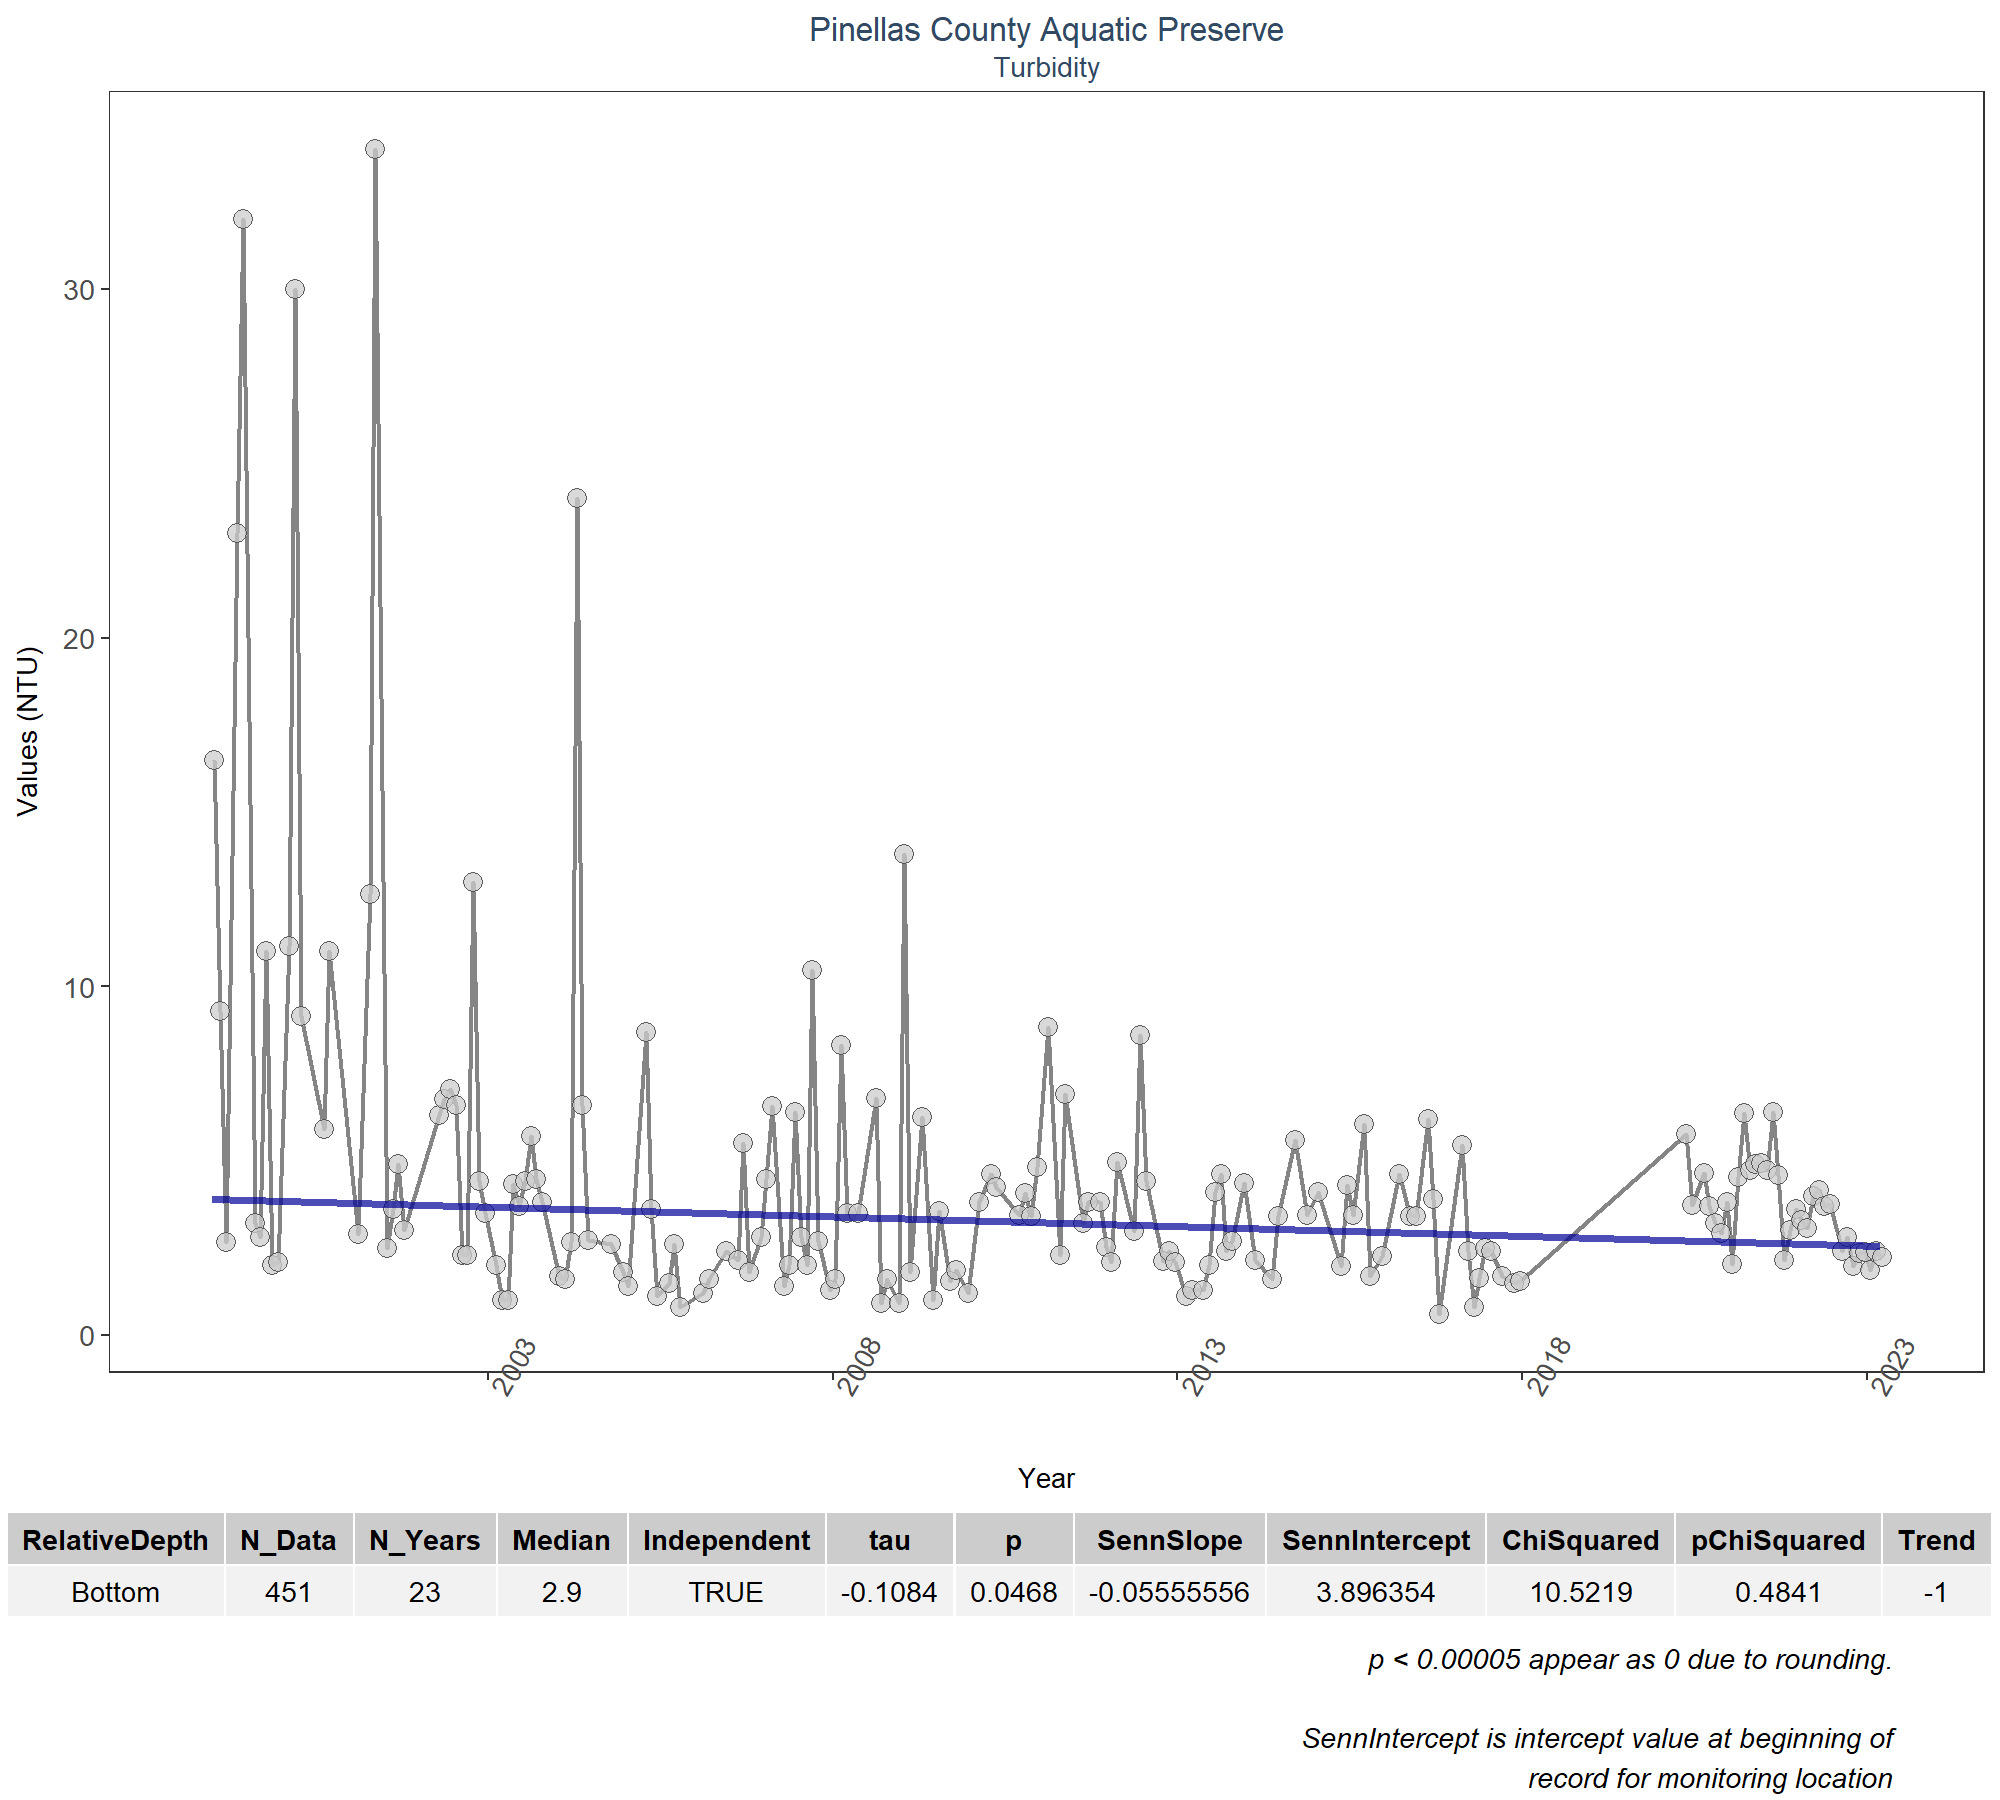 Pinellas County Aquatic Preserve
Turbidity
Values (NTU)
30
20
10
0
2003
2008
2013
2018
2023
Year
RelativeDepth N_Data N_Years Median Independent tau p SennSlope SennIntercept ChiSquared pChiSquared Trend
Bottom 451 23 2.9 TRUE -0.1084 0.0468 -0.05555556 3.896354 10.5219 0.4841 -1
p < 0.00005 appear as 0 due to rounding.
SennIntercept is intercept value at beginning of
record for monitoring location